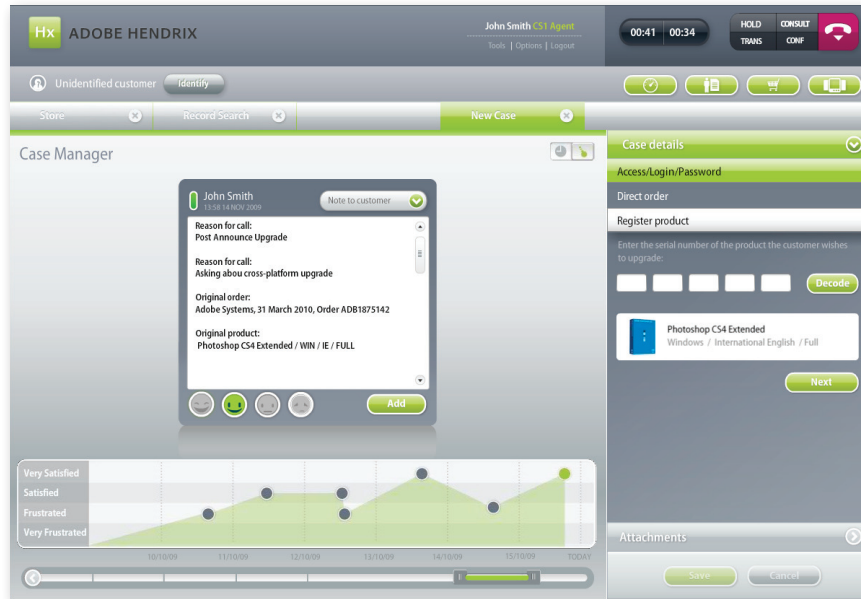 Hx ADOBE HENDRIX
John Smith CS1 Agent
Tools | Options | Logout
00:41 00:34
HOLD CONSULT
TRANS CONF
Unidentified customer Identify
Store Record Search New Case
Case Manager
John Smith
13:58 14 NOV 2009
Note to customer
Reason for call:
Post Announce Upgrade
Reason for call:
Asking abou cross-platform upgrade
Original order:
Adobe Systems, 31 March 2010, Order ADB1875142
Original product:
Photoshop CS4 Extended / WIN / IE / FULL
Add
Very Satisfied
Satisfied
Frustrated
Very Frustrated
10/10/09 11/10/09 12/10/09 13/10/09 14/10/09 15/10/09 TODAY
Case details
Access/Login/Password
Direct order
Register product
Enter the serial number of the product the customer wishes
to upgrade:
Decode
Photoshop CS4 Extended
Windows / International English / Full
Next
Attachments
Save Cancel